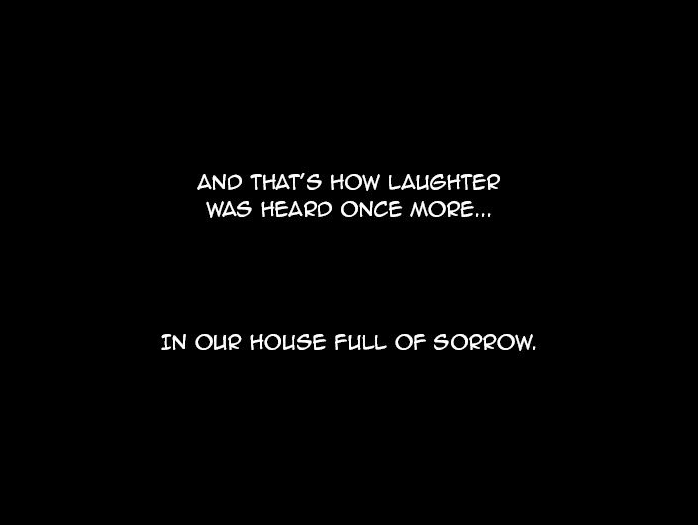 AND THAT'S HOW LAUGHTER
WAS HEARD ONCE MORE...
IN OUR HOUSE FULL OF SORROW.